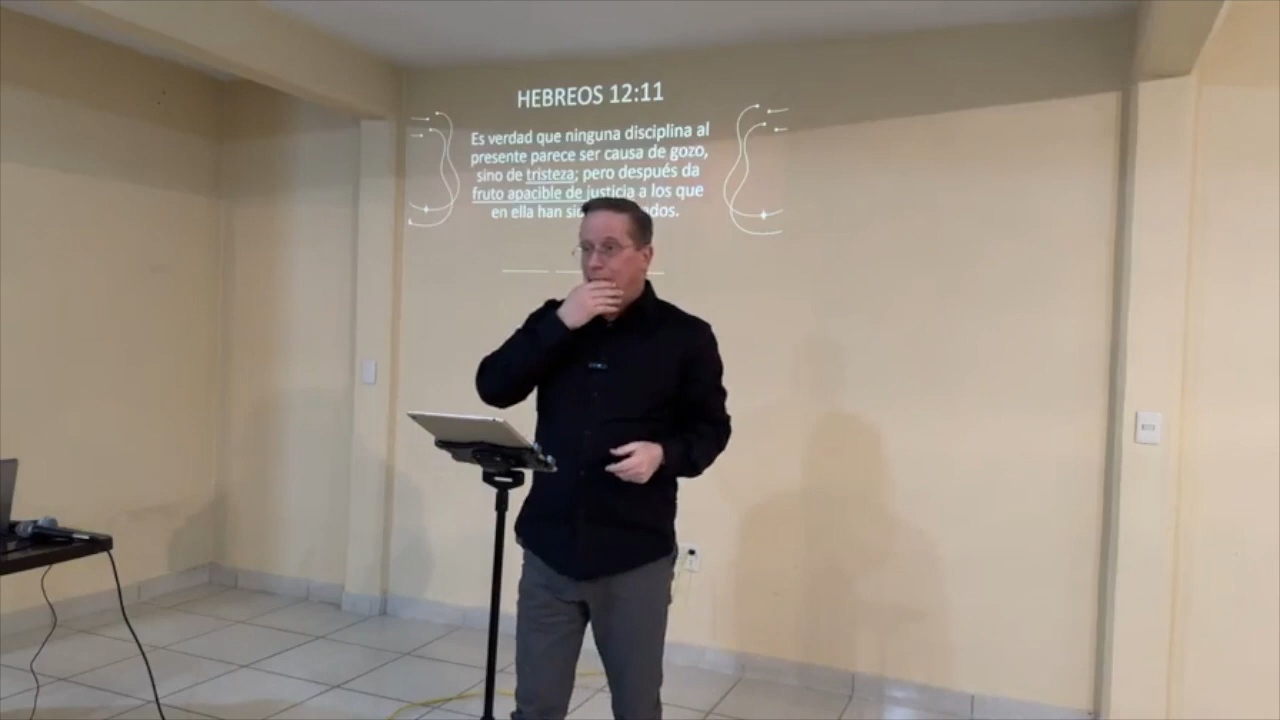 HEBREOS 12:11
Es verdad que ninguna disciplina al
presente parece ser causa de gozo,
sino de tristeza; pero después da
fruto apacible de justicia a los que
en ella han